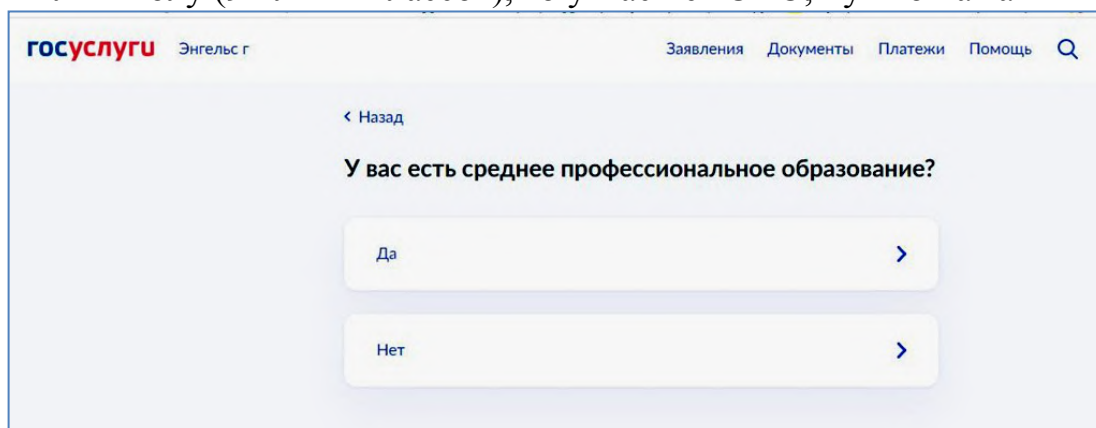 госуслуги Энгельс г Заявления Документы Платежи Помощь
Назад
У вас есть среднее профессиональное образование?
Да
Нет